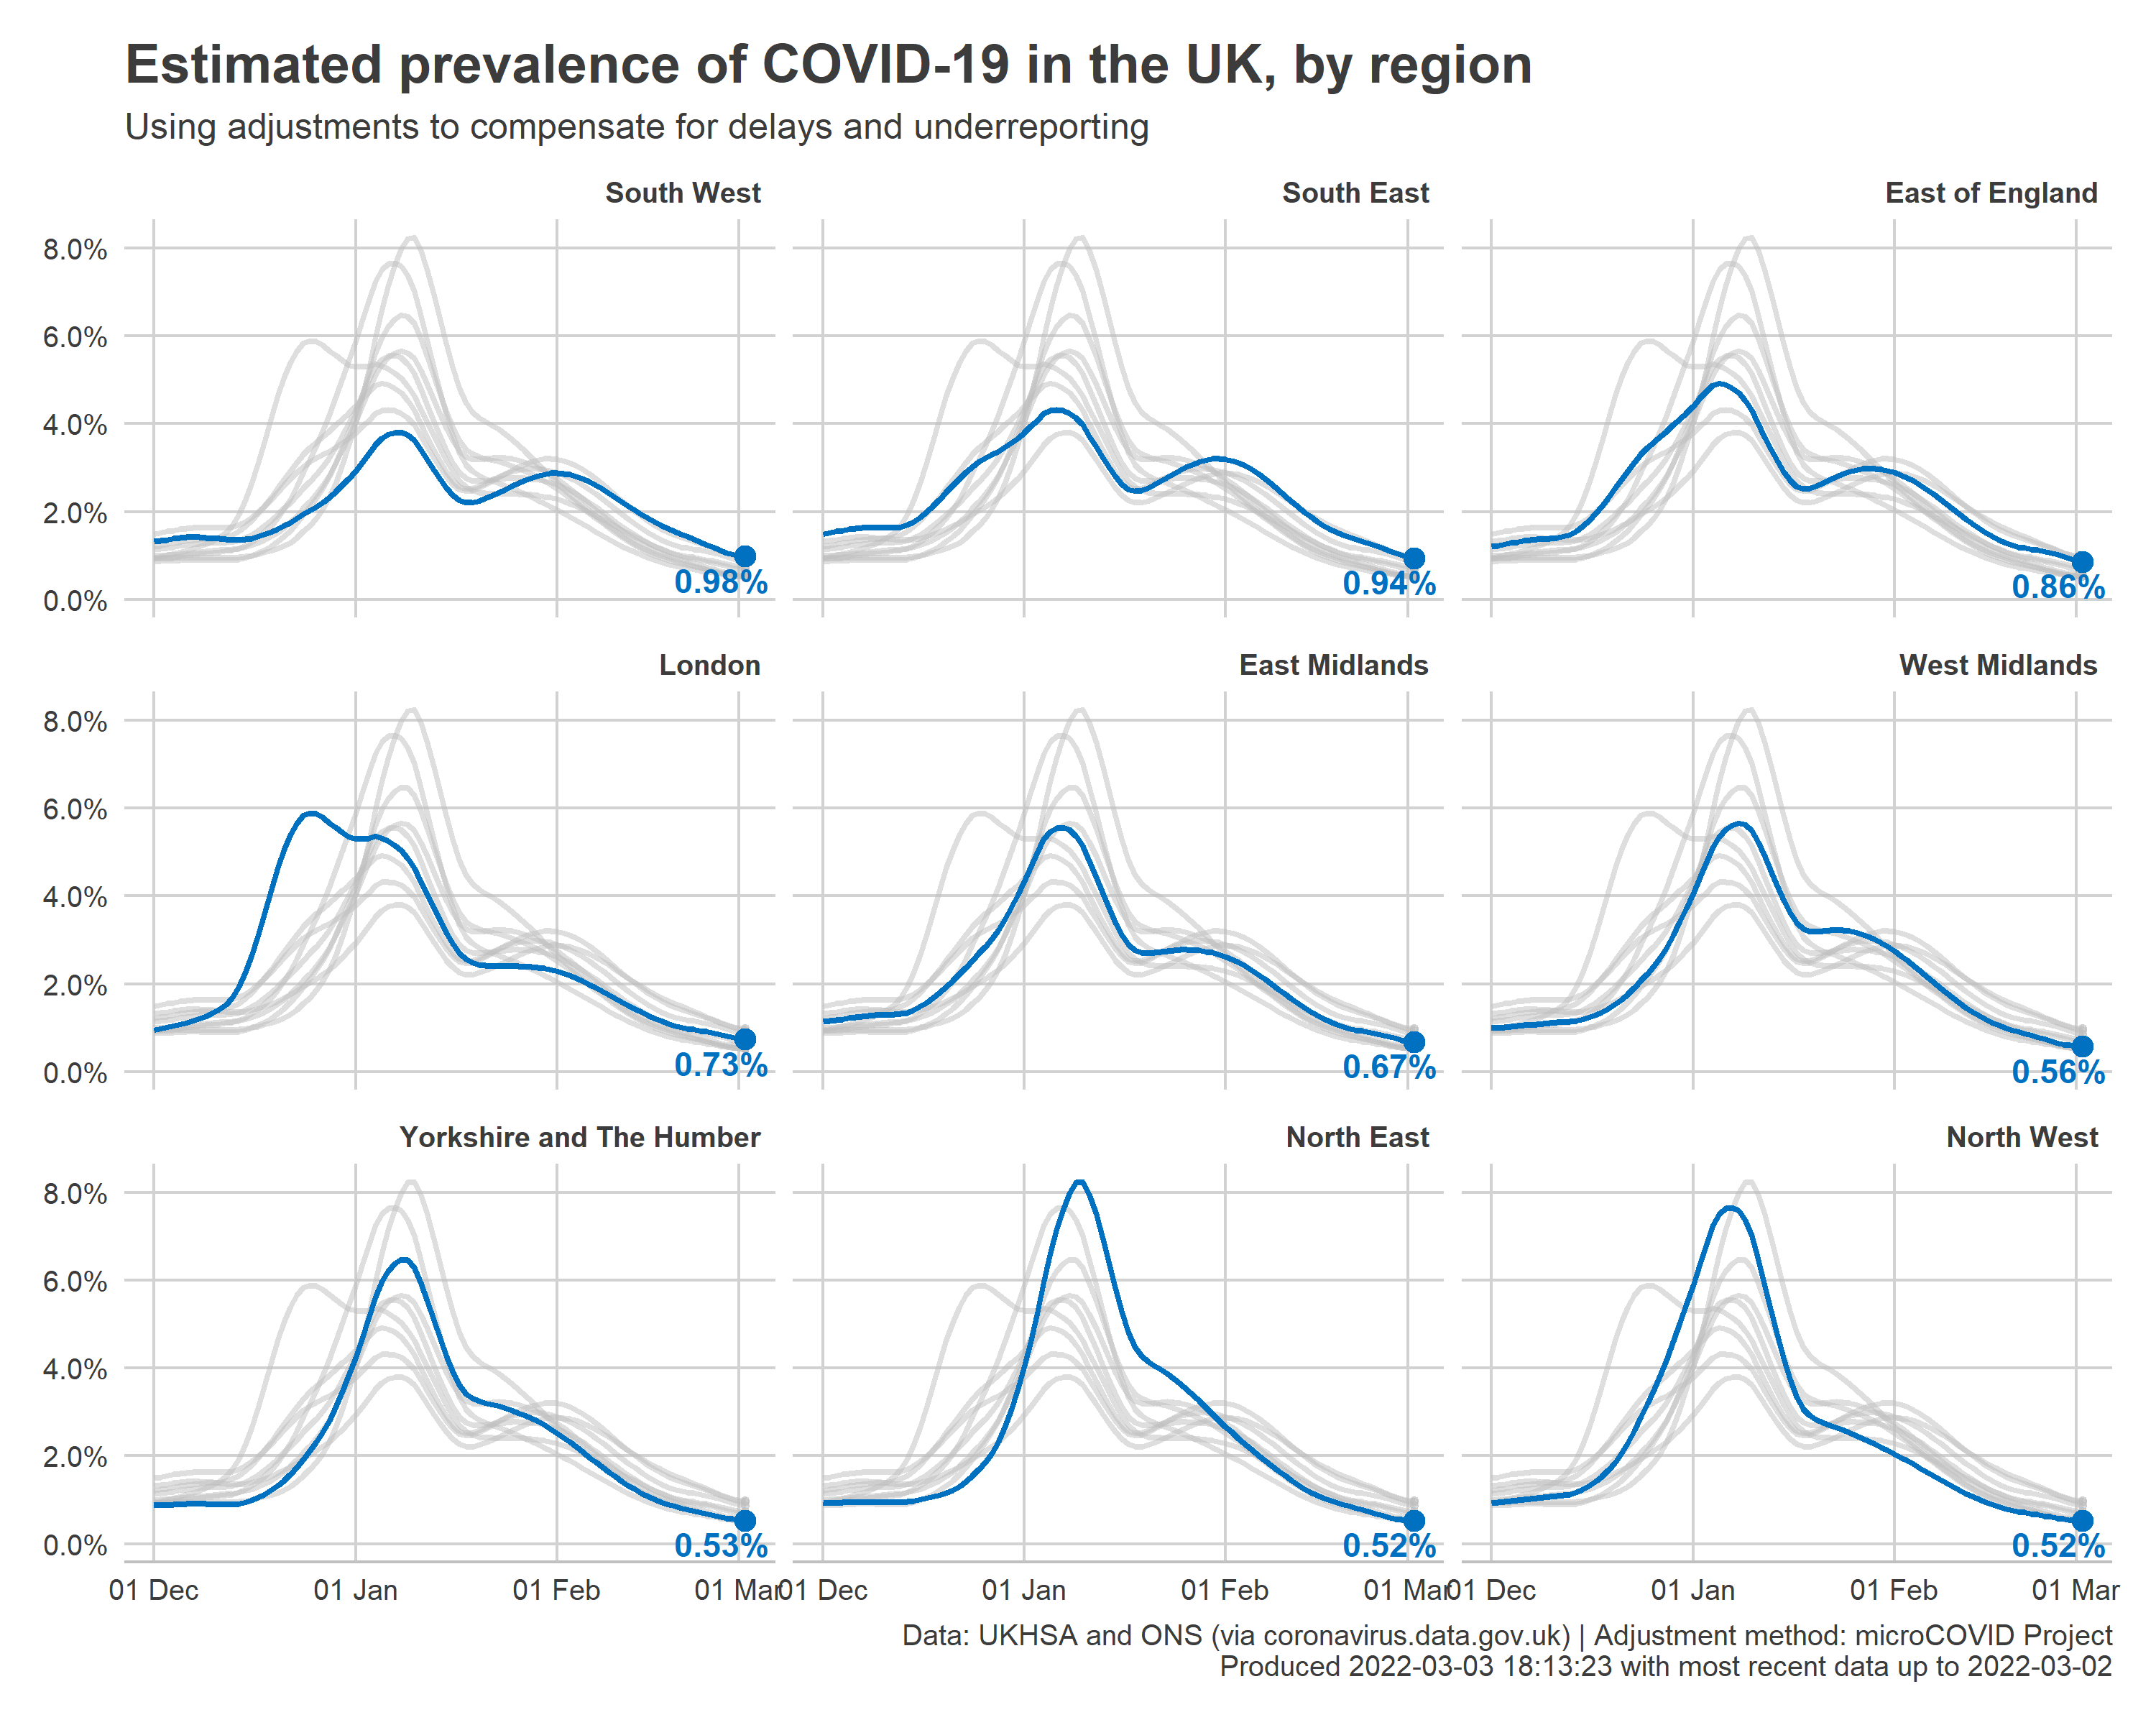 Estimated prevalence of COVID-19 in the UK, by region
Using adjustments to compensate for delays and underreporting
South West
South East
East of England
8.0%
6.0%
4.0%
2.0%
0.0%
0.98%
0.94%
0.86%
London
East Midlands
West Midlands
8.0%
6.0%
4.0%
2.0%
0.0%
0.73%
0.67%
0.56%
Yorkshire and The Humber
North East
North West
8.0%
6.0%
4.0%
2.0%
0.0%
0.53%
0.52%
0.52%
01 Dec 01 Jan 01 Feb 01 Mar 01 Dec 01 Jan 01 Feb 01 Mar 01 Dec 01 Jan 01 Feb 01 Mar
Data: UKHSA and ONS (via coronavirus.data.gov.uk) | Adjustment method: microCOVID Project
Produced 2022-03-03 18:13:23 with most recent data up to 2022-03-02